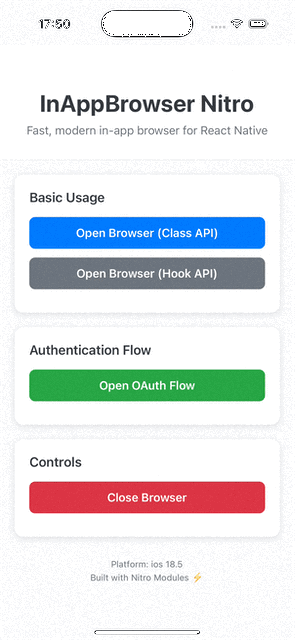 17:50
InAppBrowser Nitro
Fast, modern in-app browser for React Native
Basic Usage
Open Browser (Class API)
Open Browser (Hook API)
Authentication Flow
Open OAuth Flow
Controls
Close Browser
Platform: ios 18.5
Built with Nitro Modules ⚡